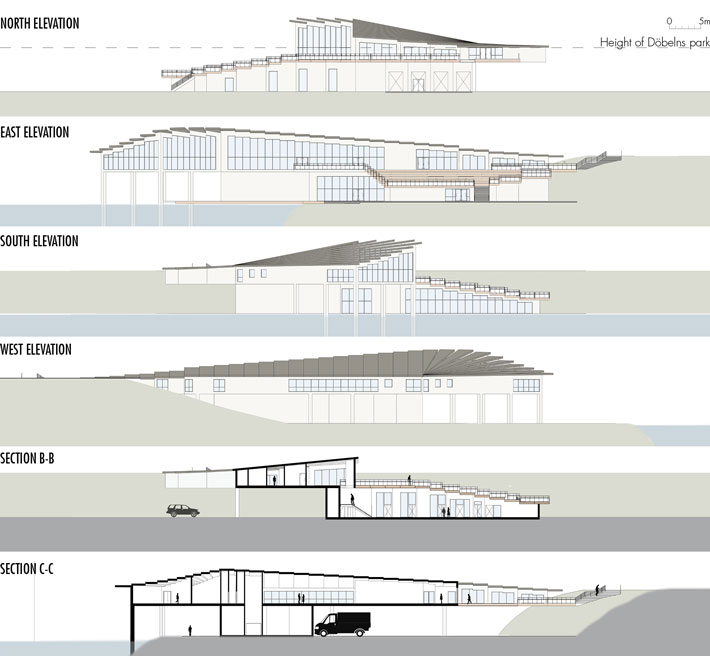 NORTH ELEVATION
0 5m
Height of Döbelns park
EAST ELEVATION
SOUTH ELEVATION
WEST ELEVATION
SECTION B-B
SECTION C-C